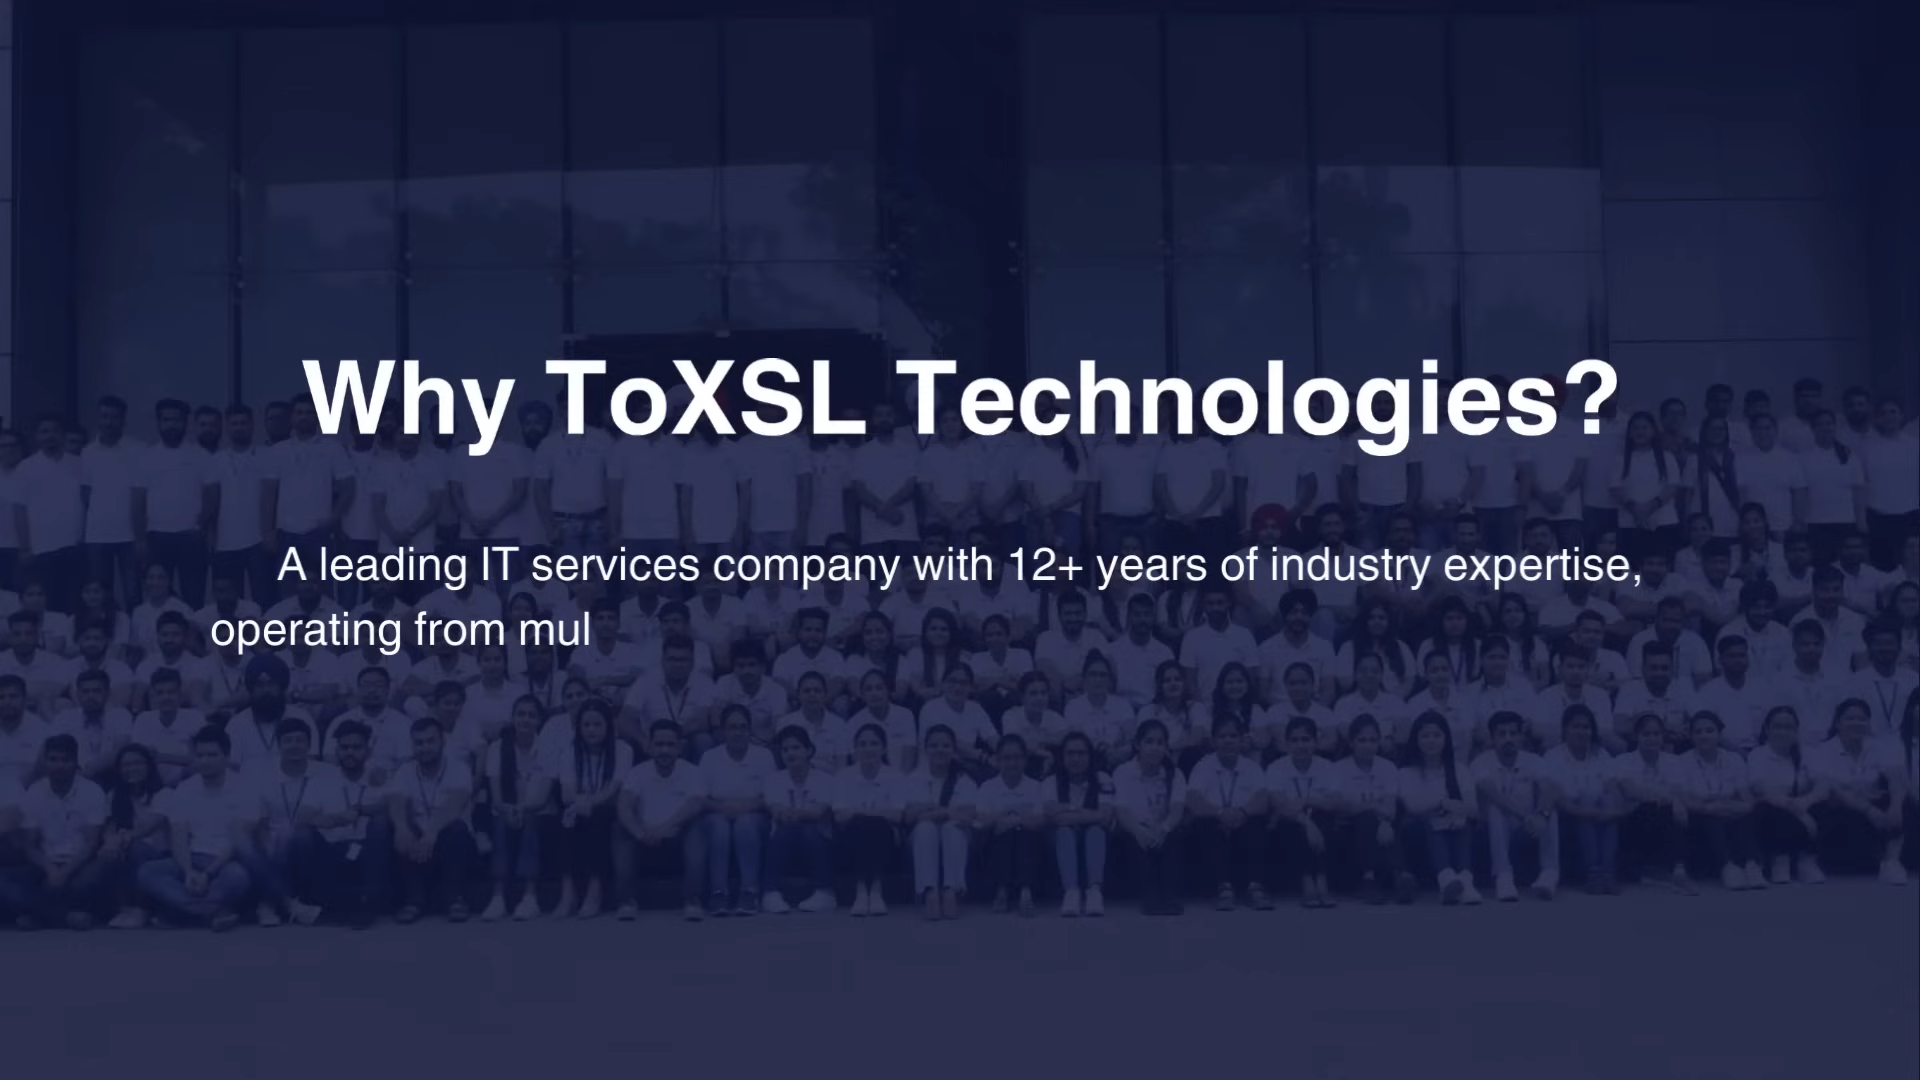 Why ToXSL Technologies?
A leading IT services company with 12+ years of industry expertise,
operating from mul